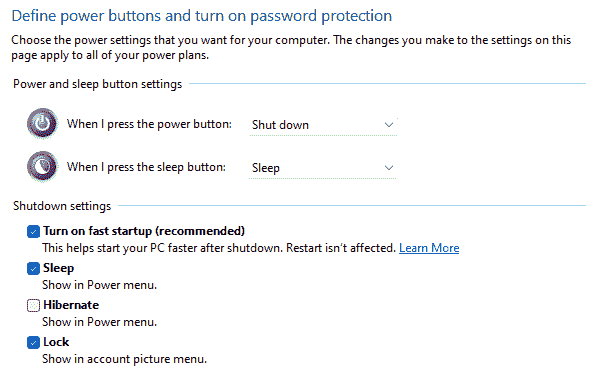 Define power buttons and turn on password protection
Choose the power settings that you want for your computer. The changes you make to the settings on this
page apply to all of your power plans.
Power and sleep button settings
When I press the power button: Shut down
When I press the sleep button: Sleep
Shutdown settings
Turn on fast startup (recommended)
This helps start your PC faster after shutdown. Restart isn't affected. Learn More
Sleep
Show in Power menu.
Hibernate
Show in Power menu.
Lock
Show in account picture menu.